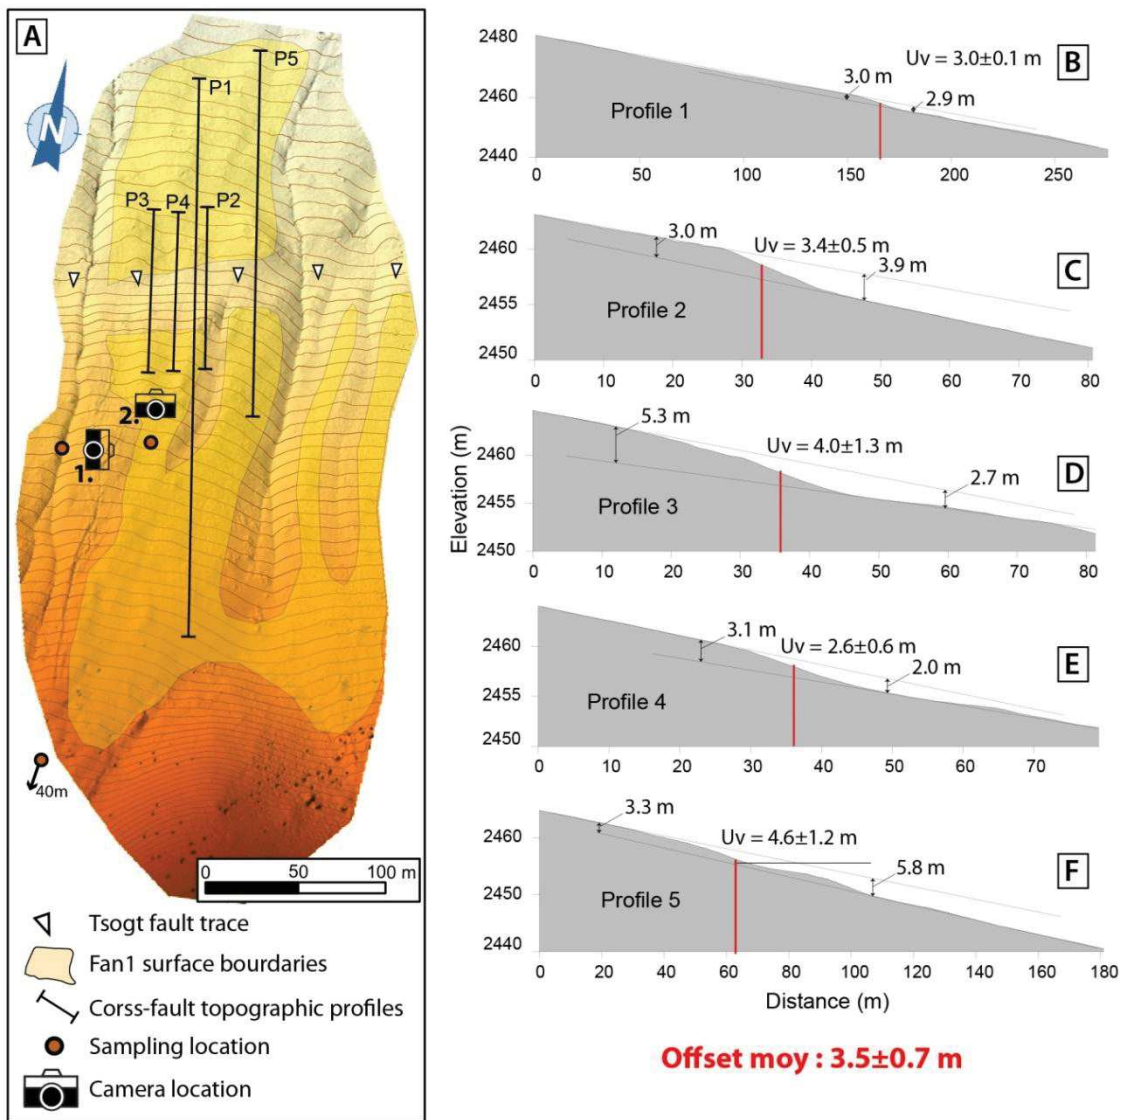 A
N
P5
P1
P3
P4
P2
2.
1.
40m
0 50 100 m
Tsogt fault trace
Fan1 surface bourdaries
Corss-fault topographic profiles
Sampling location
Camera location
Elevation (m)
2480
2460
2440
Uv = 3.0±0.1 m
B
3.0 m
2.9 m
Profile 1
0 50 100 150 200 250
2460
2455
2450
3.0 m
Uv = 3.4±0.5 m
3.9 m
C
Profile 2
0 10 20 30 40 50 60 70 80
2460
2455
2450
5.3 m
Uv = 4.0±1.3 m
2.7 m
D
Profile 3
0 10 20 30 40 50 60 70 80
2460
2455
2450
3.1 m
Uv = 2.6±0.6 m
2.0 m
E
Profile 4
0 10 20 30 40 50 60 70
2460
2450
2440
3.3 m
Uv = 4.6±1.2 m
5.8 m
F
Profile 5
0 20 40 60 80 100 120 140 160 180
Distance (m)
Offset moy : 3.5±0.7 m